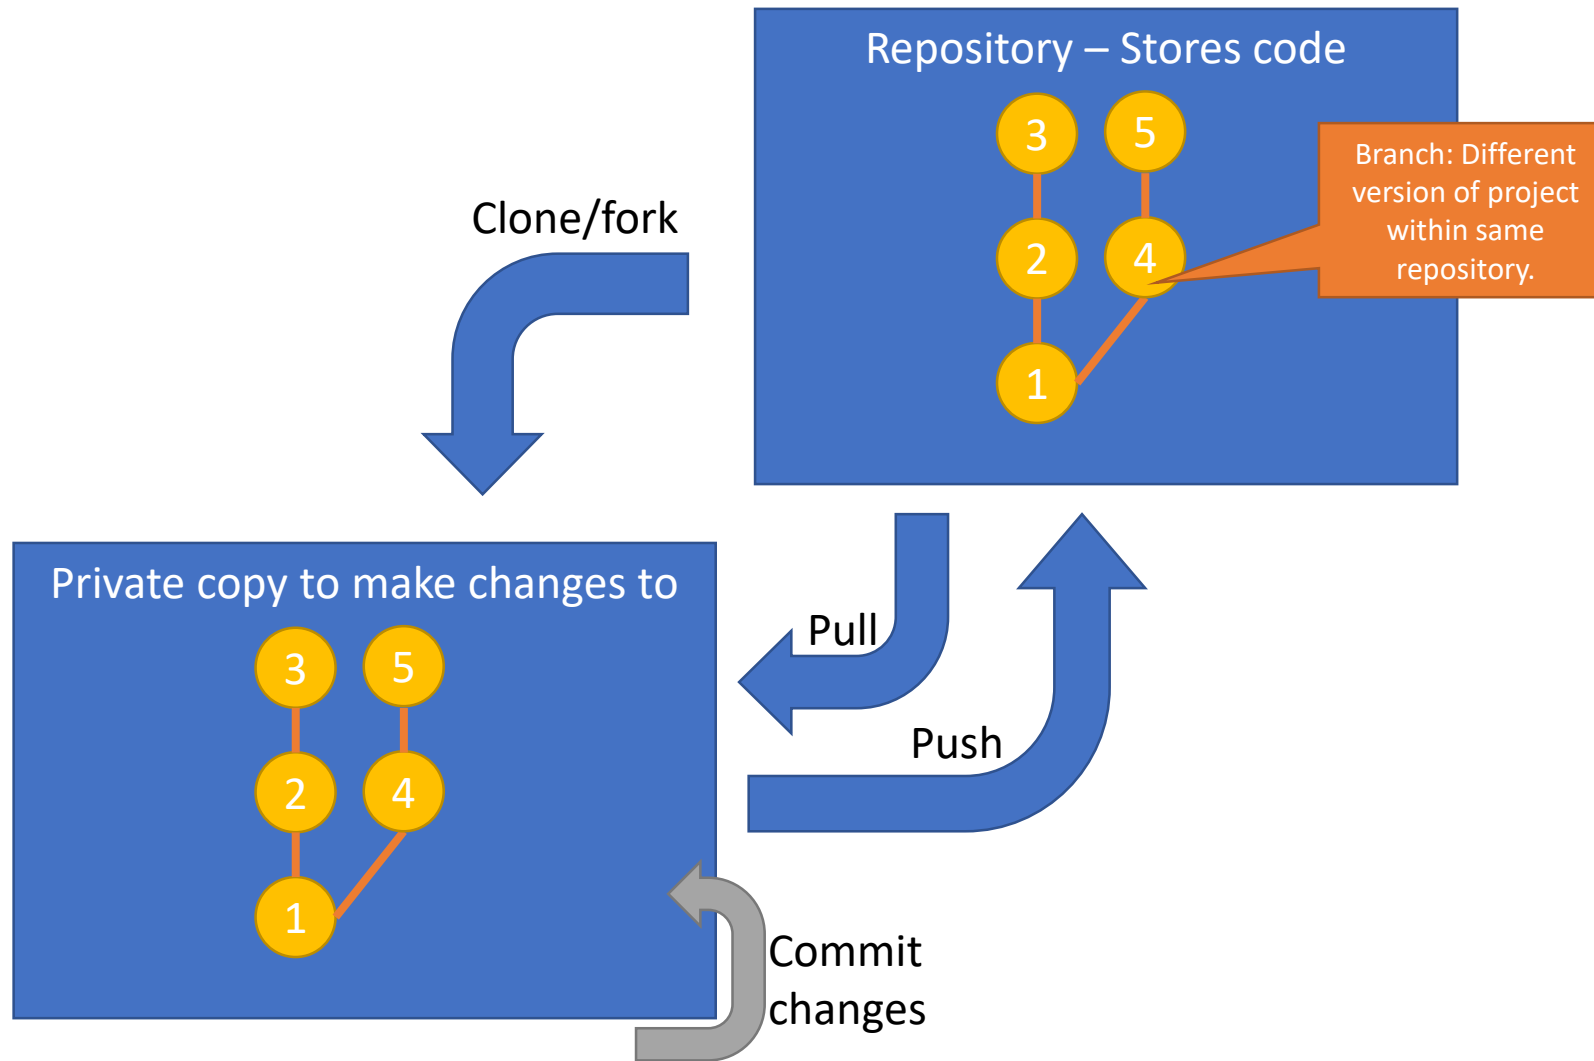 Repository – Stores code
3 5
Branch: Different
version of project
within same
repository.
2 4
1
Clone/fork
Private copy to make changes to
3 5
2 4
1
Pull
Push
Commit
changes